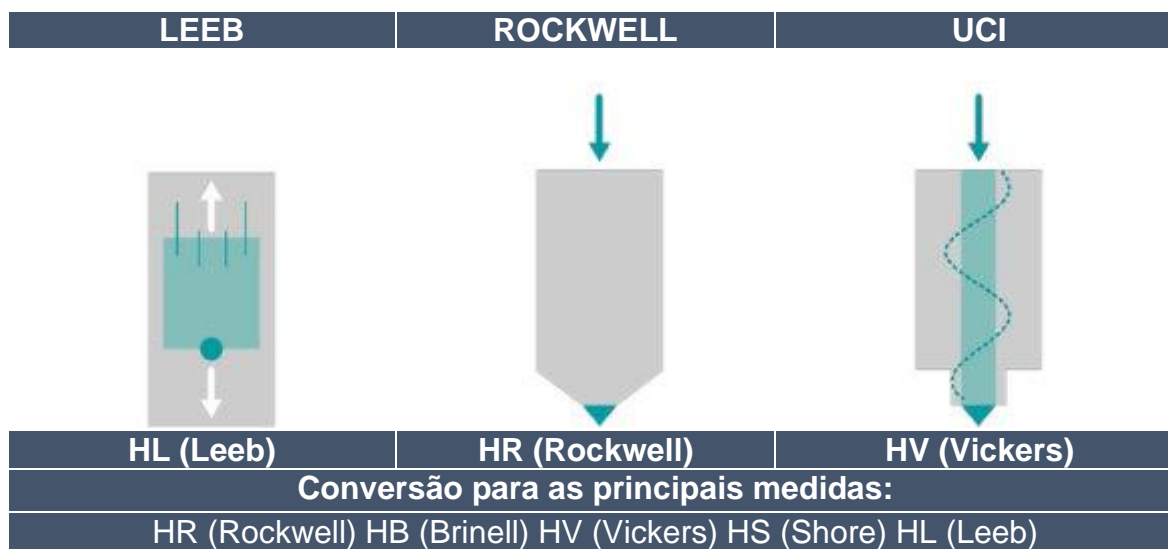 LEEB ROCKWELL UCI
HL (Leeb) HR (Rockwell) HV (Vickers)
Conversão para as principais medidas:
HR (Rockwell) HB (Brinell) HV (Vickers) HS (Shore) HL (Leeb)